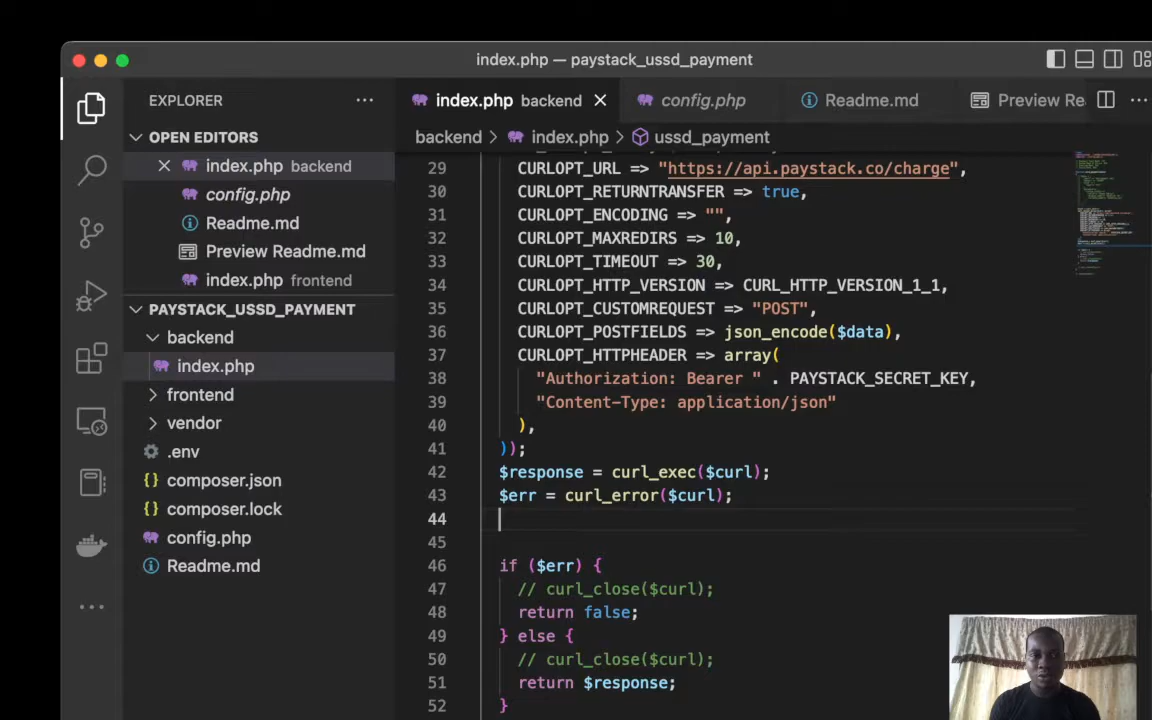 index.php — paystack_ussd_payment
EXPLORER
OPEN EDITORS
index.php backend
config.php
Readme.md
Preview Readme.md
index.php frontend
PAYSTACK_USSD_PAYMENT
backend
index.php
frontend
vendor
.env
composer.json
composer.lock
config.php
Readme.md
index.php backend
config.php
Readme.md
Preview Re
backend > index.php > ussd_payment
29 CURLOPT_URL => "https://api.paystack.co/charge",
30 CURLOPT_RETURNTRANSFER => true,
31 CURLOPT_ENCODING => "",
32 CURLOPT_MAXREDIRS => 10,
33 CURLOPT_TIMEOUT => 30,
34 CURLOPT_HTTP_VERSION => CURL_HTTP_VERSION_1_1,
35 CURLOPT_CUSTOMREQUEST => "POST",
36 CURLOPT_POSTFIELDS => json_encode($data),
37 CURLOPT_HTTPHEADER => array(
38 "Authorization: Bearer " . PAYSTACK_SECRET_KEY,
39 "Content-Type: application/json"
40 ),
41 ));
42 $response = curl_exec($curl);
43 $err = curl_error($curl);
44
45
46 if ($err) {
47 // curl_close($curl);
48 return false;
49 } else {
50 // curl_close($curl);
51 return $response;
52 }